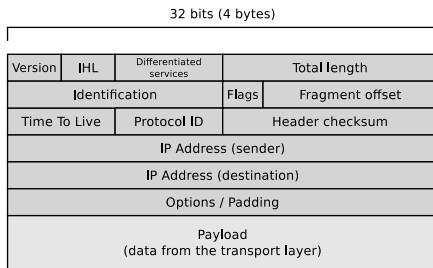 32 bits (4 bytes)
Version IHL Differentiated services Total length
Identification Flags Fragment offset
Time To Live Protocol ID Header checksum
IP Address (sender)
IP Address (destination)
Options / Padding
Payload
(data from the transport layer)